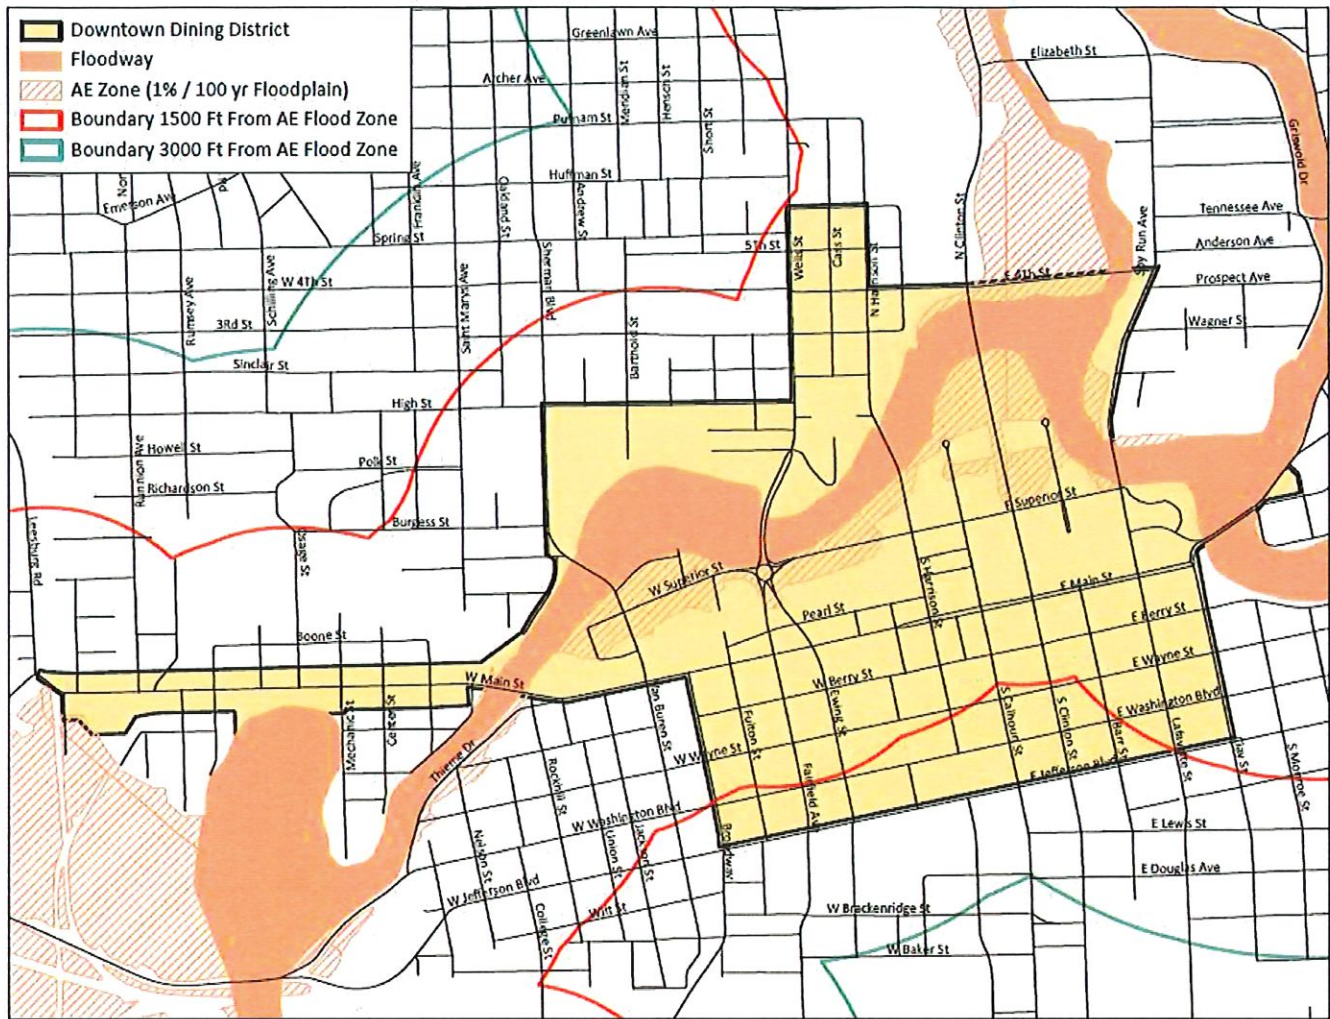 Downtown Dining District
Floodway
AE Zone (1% / 100 yr Floodplain)
Boundary 1500 Ft From AE Flood Zone
Boundary 3000 Ft From AE Flood Zone
Greenlawn Ave
Elizabeth St
Archer Ave
Meridian St
Henson St
Putnam St
Short St
Griswold Dr
Huffman St
Franklin Ave
Oakland St
Andrew St
Emerson Ave
N Clinton St
Tennessee Ave
Spring St
5Th St
Wells St
Cass St
N Harrison St
Anderson Ave
Sherman Blvd
Schilling Ave
W 4Th St
E 4Th St
Prospect Ave
Rumsey Ave
Saint Marys Ave
3Rd St
Wagner St
Sinclair St
Barthold St
High St
Howell St
Runnion Ave
Polk St
Richardson St
E Superior St
Burgess St
Leesburg Rd
W Superior St
S Harrison St
E Main St
Pearl St
E Berry St
Boone St
W Main St
W Berry St
E Wayne St
Van Buren St
Ewing St
S Calhoun St
S Clinton St
E Washington Blvd
Mechanic St
Fulton St
Barr St
Lafayette St
W Wayne St
Thieme Dr
E Jefferson Blvd
S Monroe St
Rockhill St
Fairfield Ave
W Washington Blvd
Nelson St
Union St
Jackson St
Broadway
E Lewis St
E Douglas Ave
W Jefferson Blvd
College St
Wilt St
W Brackenridge St
W Baker St